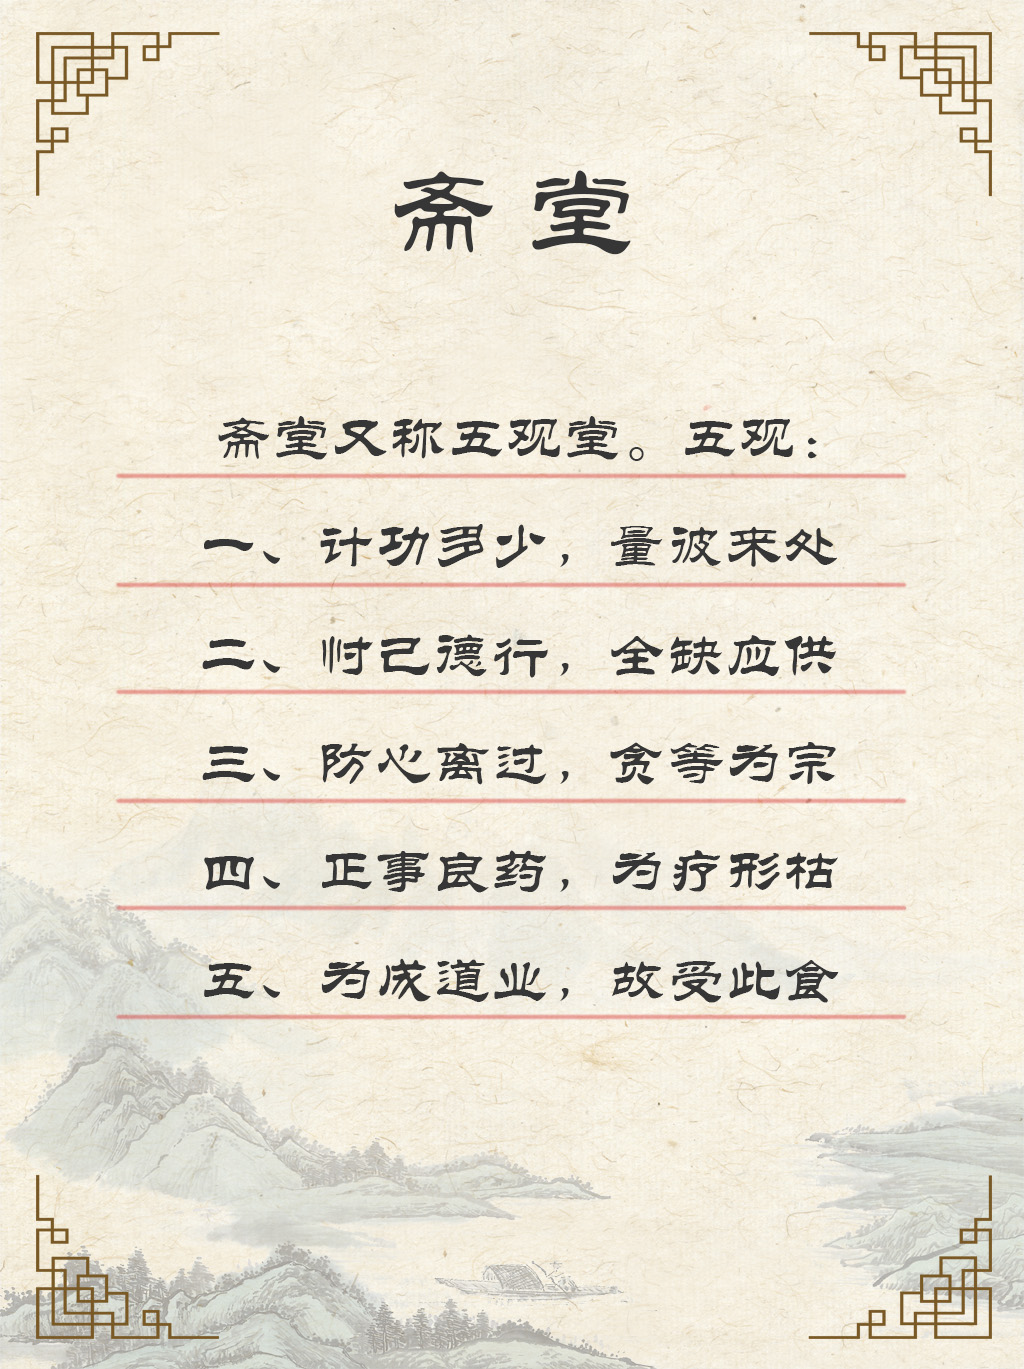 斋堂
斋堂又称五观堂。五观：
一、计功多少，量彼来处
二、忖己德行，全缺应供
三、防心离过，贪等为宗
四、正事良药，为疗形枯
五、为成道业，故受此食